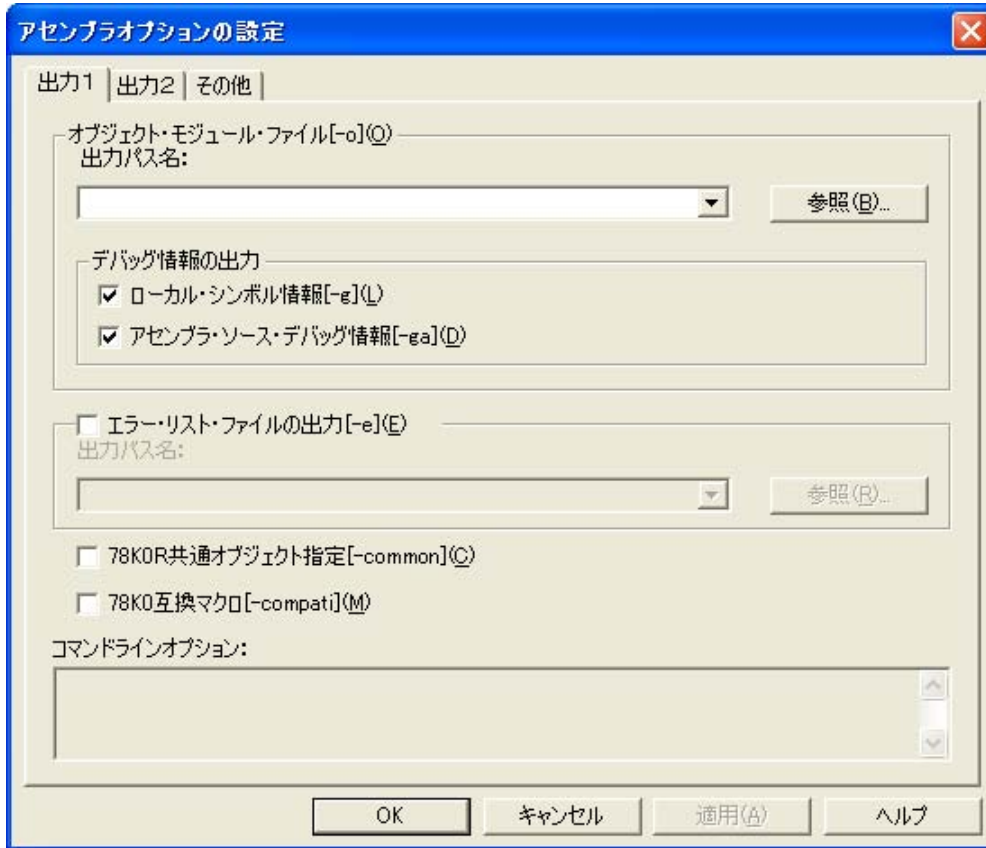 アセンブラオプションの設定
出力1 出力2 その他
オブジェクト・モジュール・ファイル[-o](O)
出力パス名:
参照(B)...
デバッグ情報の出力
ローカル・シンボル情報[-g](L)
アセンブラ・ソース・デバッグ情報[-ga](D)
エラー・リスト・ファイルの出力[-e](E)
出力パス名:
参照(R)...
78K0R共通オブジェクト指定[-common](C)
78K0互換マクロ[-compati](M)
コマンドラインオプション:
OK キャンセル 適用(A) ヘルプ